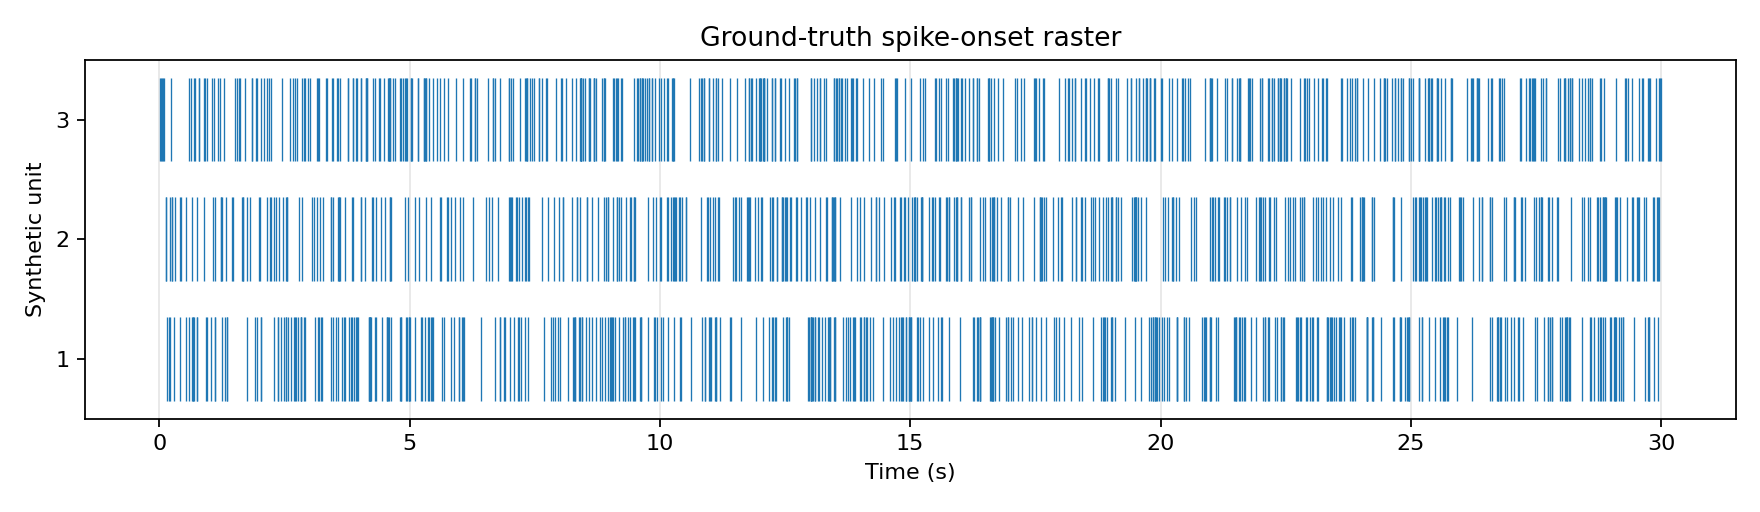 Ground-truth spike-onset raster
Synthetic unit
3
2
1
0 5 10 15 20 25 30
Time (s)